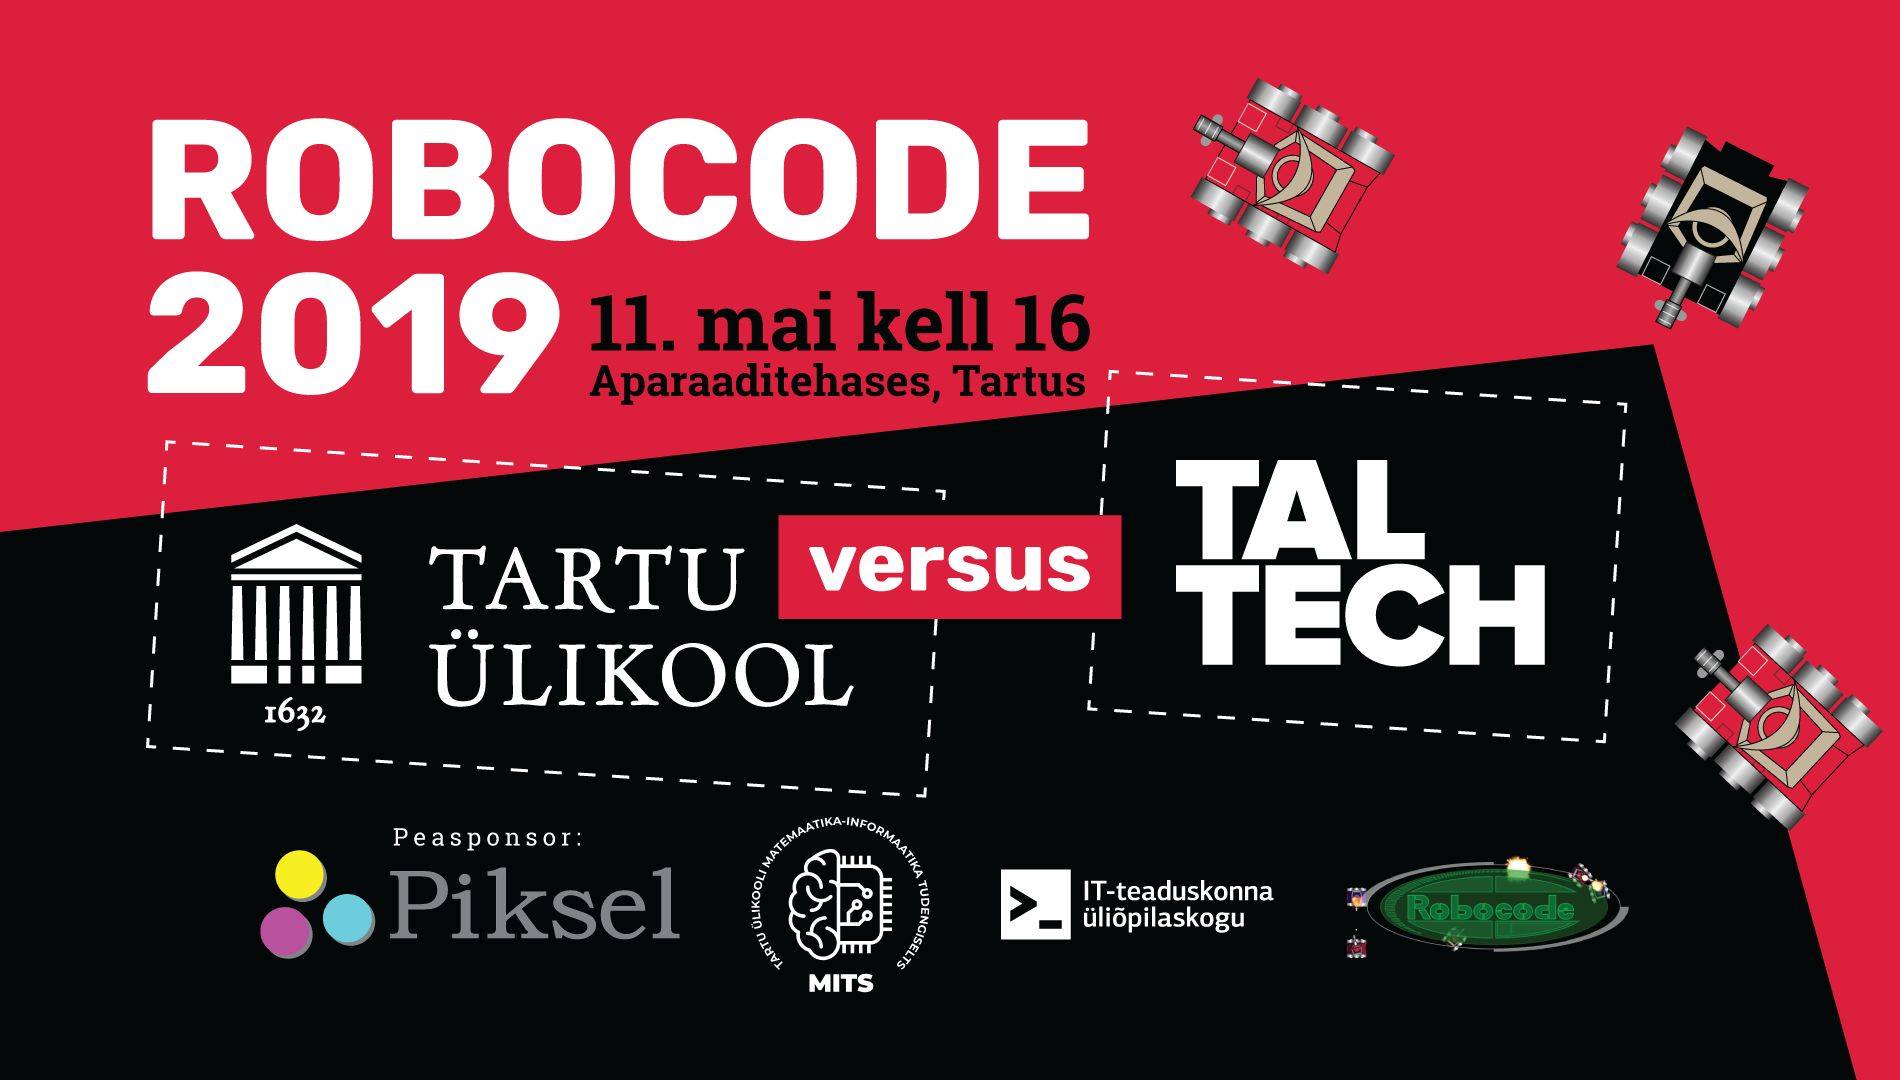 ROBOCODE
2019
11. mai kell 16
Aparaaditehases, Tartus
TARTU
ÜLIKOOL
1632
versus
TAL
TECH
Peasponsor:
Piksel
TARTU ÜLIKOOLI MATEMAATIKA-INFORMAATIKA TUDENGISELTS
MITS
>_ IT-teaduskonna
üliõpilaskogu
Robocode